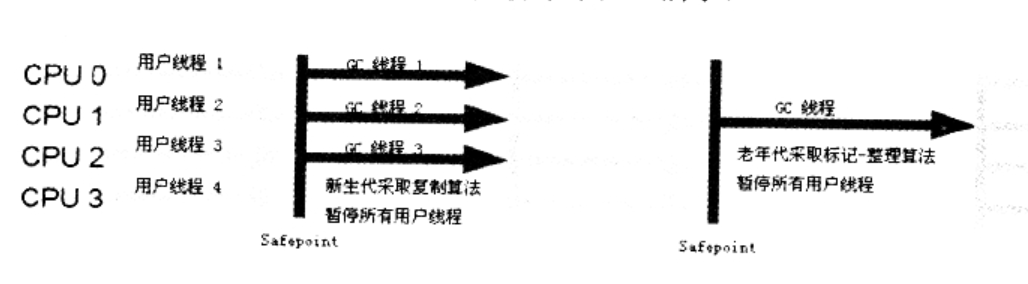 CPU 0 用户线程 1 GC 线程 1
CPU 1 用户线程 2 GC 线程 2 GC 线程
CPU 2 用户线程 3 GC 线程 3 老年代采取标记-整理算法
CPU 3 用户线程 4 新生代采取复制算法 暂停所有用户线程
暂停所有用户线程
Safepoint Safepoint